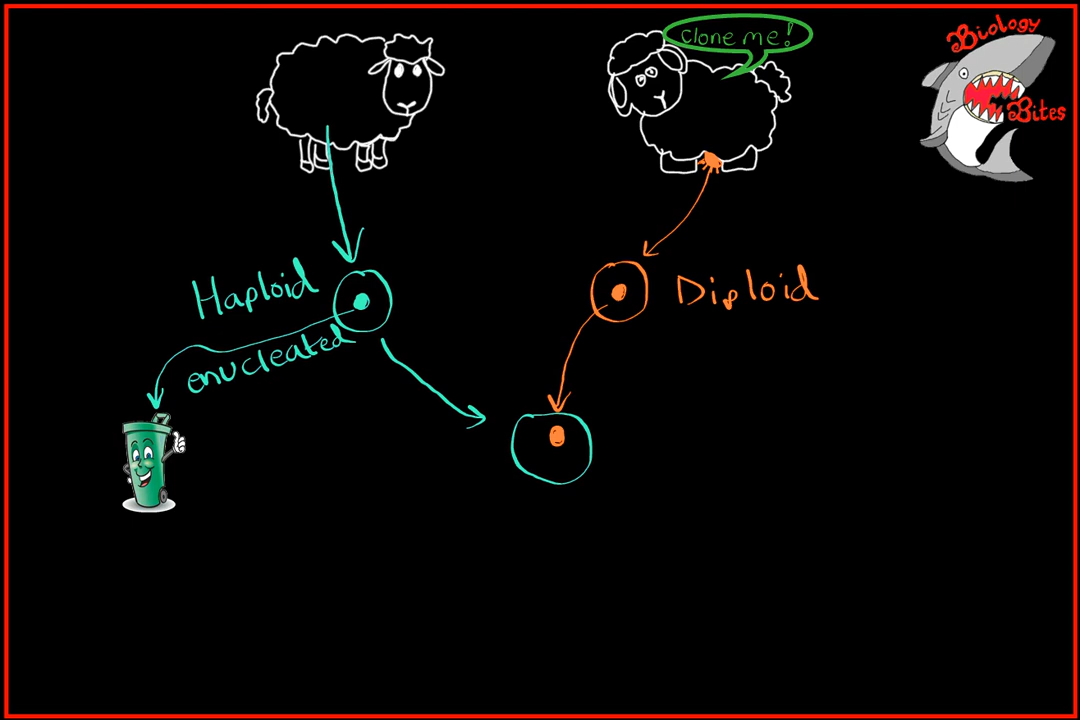 Clone me!
Biology
Bites
Haploid
Diploid
enucleated